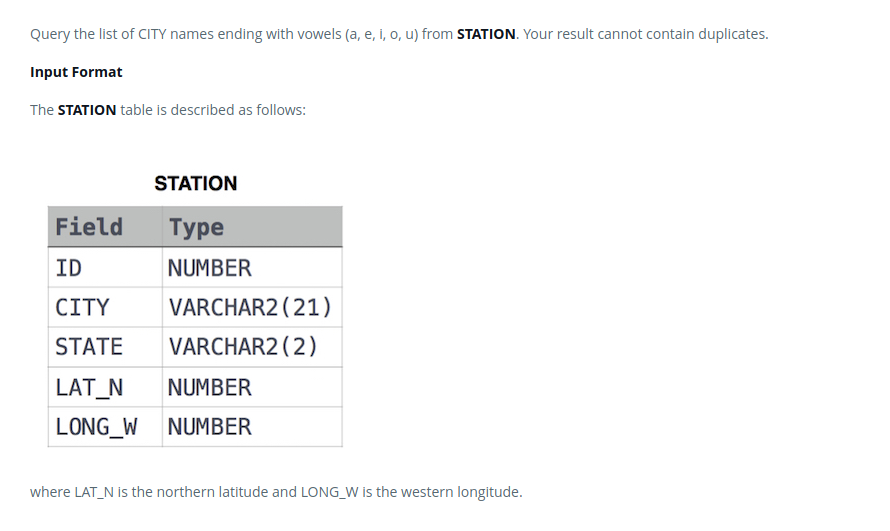 Query the list of CITY names ending with vowels (a, e, i, o, u) from STATION. Your result cannot contain duplicates.
Input Format
The STATION table is described as follows:
STATION
Field Type
ID NUMBER
CITY VARCHAR2(21)
STATE VARCHAR2(2)
LAT_N NUMBER
LONG_W NUMBER
where LAT_N is the northern latitude and LONG_W is the western longitude.